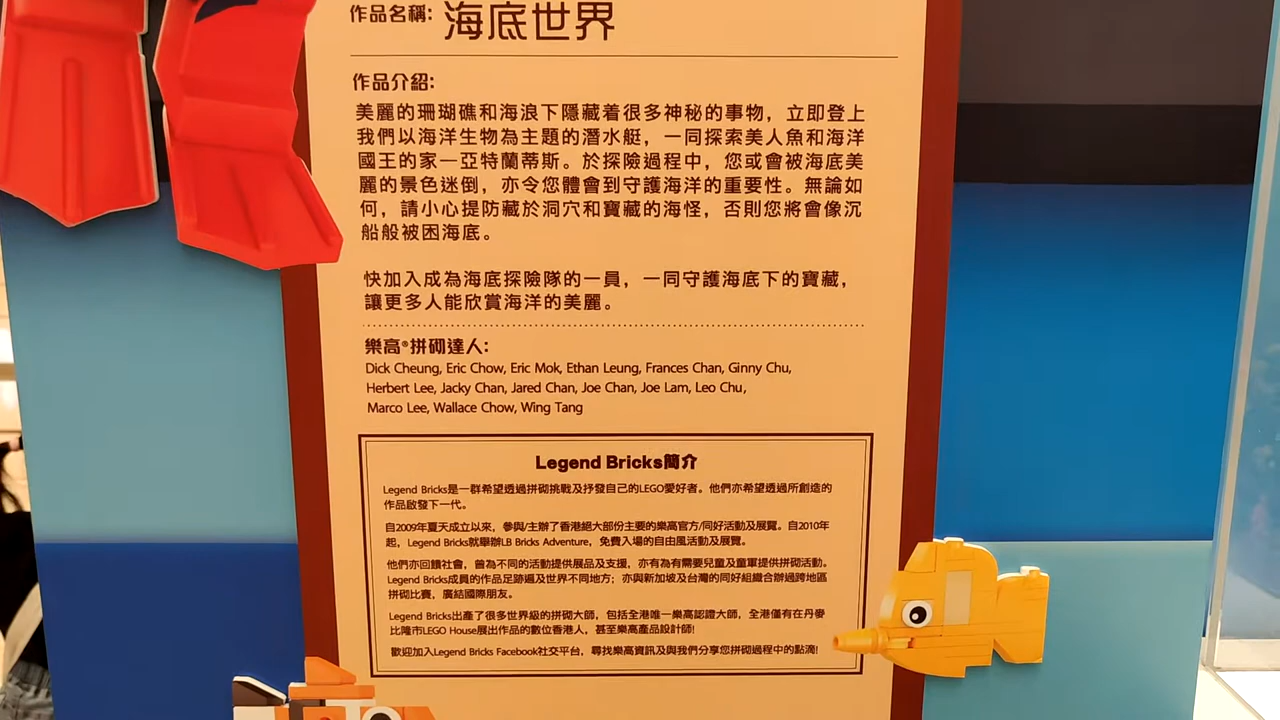 作品名稱: 海底世界
作品介紹:
美麗的珊瑚礁和海浪下隱藏着很多神秘的事物，立即登上
我們以海洋生物為主題的潛水艇，一同探索美人魚和海洋
國王的家—亞特蘭蒂斯。於探險過程中，您或會被海底美
麗的景色迷倒，亦令您體會到守護海洋的重要性。無論如
何，請小心提防藏於洞穴和寶藏的海怪，否則您將會像沉
船般被困海底。
快加入成為海底探險隊的一員，一同守護海底下的寶藏，
讓更多人能欣賞海洋的美麗。
樂高®拼砌達人:
Dick Cheung, Eric Chow, Eric Mok, Ethan Leung, Frances Chan, Ginny Chu,
Herbert Lee, Jacky Chan, Jared Chan, Joe Chan, Joe Lam, Leo Chu,
Marco Lee, Wallace Chow, Wing Tang
Legend Bricks簡介
Legend Bricks是一群希望透過拼砌挑戰及抒發自己的LEGO愛好者。他們亦希望透過所創造的
作品啟發下一代。
自2009年夏天成立以來，參與/主辦了香港絕大部份主要的樂高官方/同好活動及展覽。自2010年
起，Legend Bricks就舉辦LB Bricks Adventure，免費入場的自由風活動及展覽。
他們亦回饋社會，曾為不同的活動提供展品及支援，亦有為有需要兒童及童軍提供拼砌活動。
Legend Bricks成員的作品足跡遍及世界不同地方；亦與新加坡及台灣的同好組織合辦過跨地區
拼砌比賽，廣結國際朋友。
Legend Bricks出產了很多世界級的拼砌大師，包括全港唯一樂高認證大師，全港僅有在丹麥
比隆市LEGO House展出作品的數位香港人，甚至樂高產品設計師!
歡迎加入Legend Bricks Facebook社交平台，尋找樂高資訊及與我們分享您拼砌過程中的點滴!